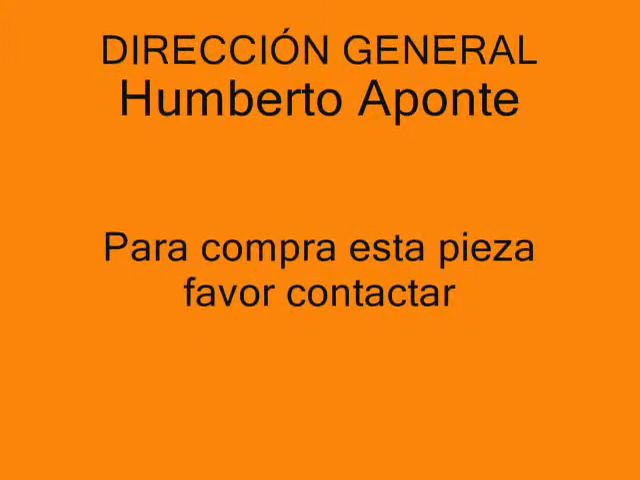 DIRECCIÓN GENERAL
Humberto Aponte
Para compra esta pieza
favor contactar